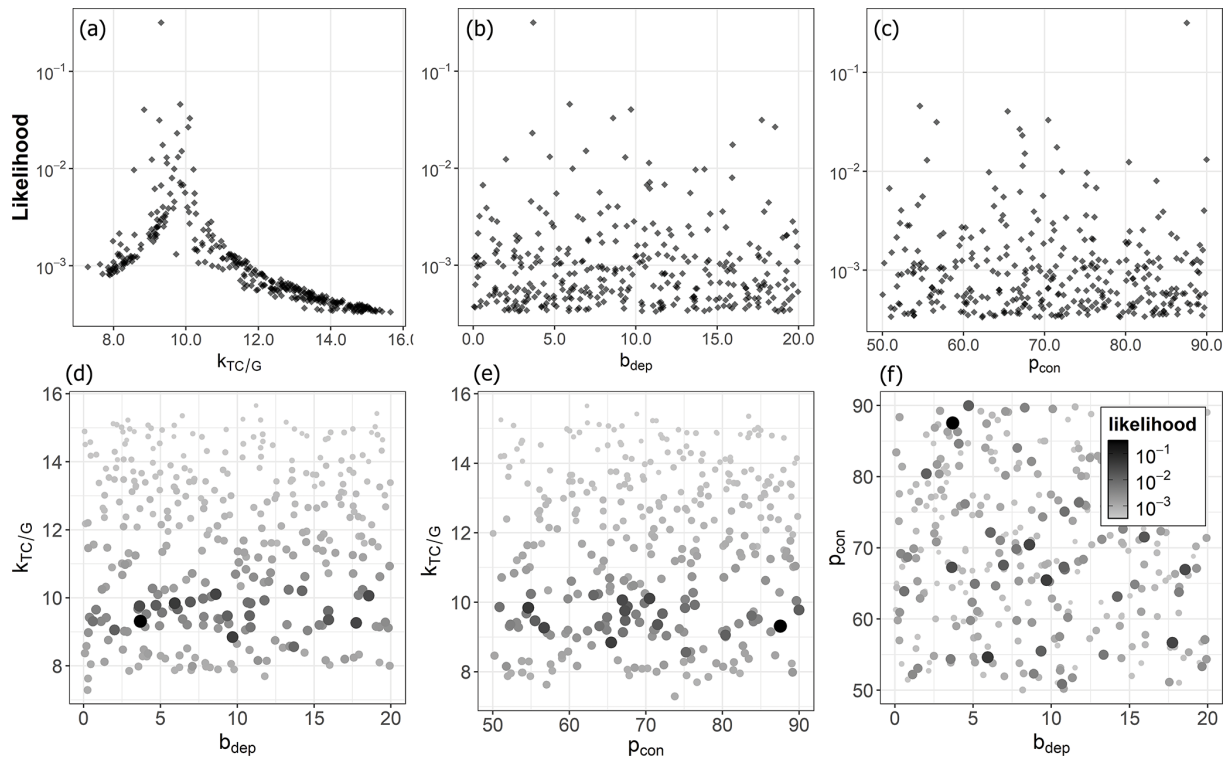 (a)
(b)
(c)
Likelihood
10⁻¹
10⁻²
10⁻³
10⁻¹
10⁻²
10⁻³
10⁻¹
10⁻²
10⁻³
8.0 10.0 12.0 14.0 16.0
0.0 5.0 10.0 15.0 20.0
50.0 60.0 70.0 80.0 90.0
k_TC/G
b_dep
p_con
(d)
(e)
(f)
k_TC/G
16
14
12
10
8
0 5 10 15 20
b_dep
k_TC/G
16
14
12
10
8
50 60 70 80 90
p_con
p_con
90
80
70
60
50
0 5 10 15 20
b_dep
likelihood
10⁻¹
10⁻²
10⁻³